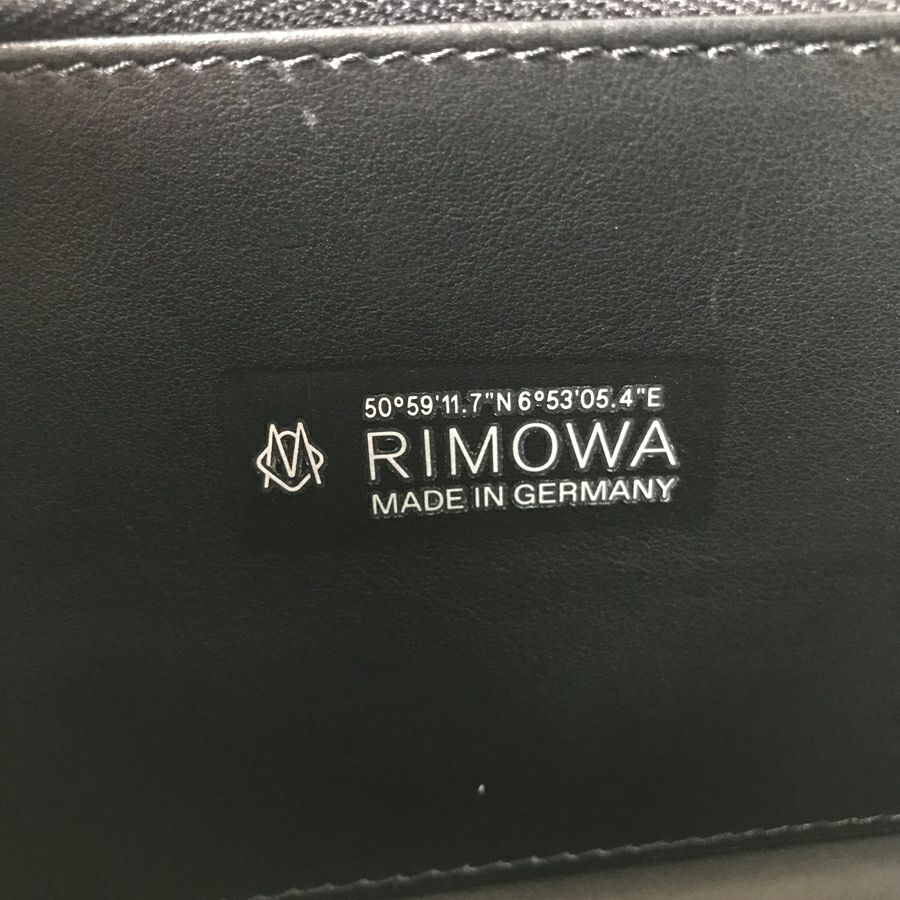 50°59'11.7"N 6°53'05.4"E
RIMOWA
MADE IN GERMANY